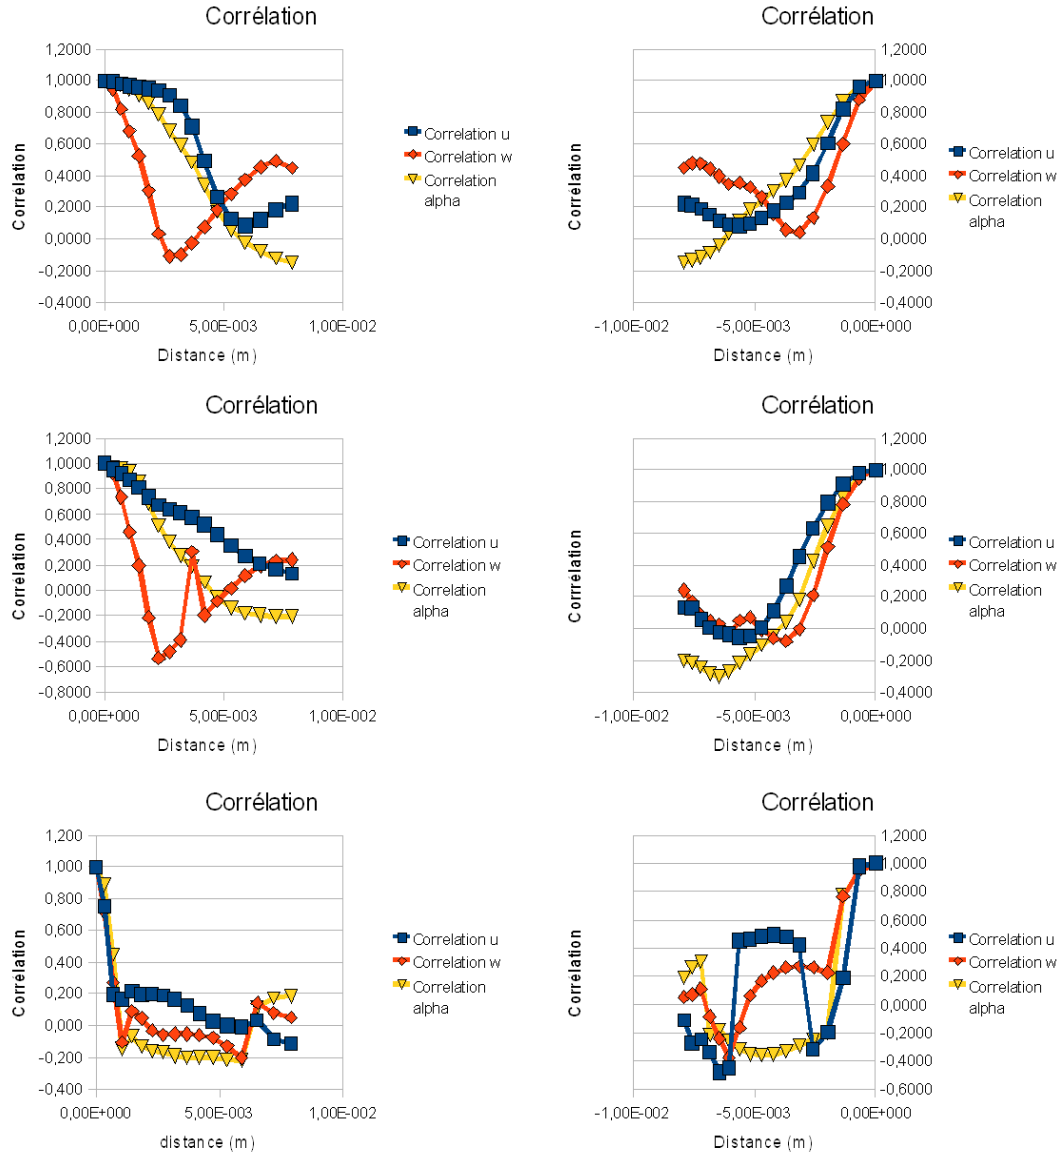 Corrélation
1,2000
1,0000
0,8000
0,6000
0,4000
0,2000
0,0000
-0,2000
-0,4000
0,00E+000 5,00E-003 1,00E-002
Distance (m)
Correlation
Correlation u
Correlation w
Correlation
alpha
Corrélation
1,2000
1,0000
0,8000
0,6000
0,4000
0,2000
0,0000
-0,2000
-0,4000
-1,00E-002 -5,00E-003 0,00E+000
Distance (m)
Corrrélation
Correlation u
Correlation w
Correlation
alpha
Corrélation
1,2000
1,0000
0,8000
0,6000
0,4000
0,2000
0,0000
-0,2000
-0,4000
-0,6000
-0,8000
0,00E+000 5,00E-003 1,00E-002
Distance (m)
Corrélation
Correlation u
Correlation w
Correlation
alpha
Corrélation
1,2000
1,0000
0,8000
0,6000
0,4000
0,2000
0,0000
-0,2000
-0,4000
-1,00E-002 -5,00E-003 0,00E+000
Distance (m)
Corrrélation
Correlation u
Correlation w
Correlation
alpha
Corrélation
1,200
1,000
0,800
0,600
0,400
0,200
0,000
-0,200
-0,400
0,00E+000 5,00E-003 1,00E-002
distance (m)
Corrélation
Correlation u
Correlation w
Correlation
alpha
Corrélation
1,2000
1,0000
0,8000
0,6000
0,4000
0,2000
0,0000
-0,2000
-0,4000
-0,6000
-1,00E-002 -5,00E-003 0,00E+000
Distance (m)
Corrélation
Correlation u
Correlation w
Correlation
alpha